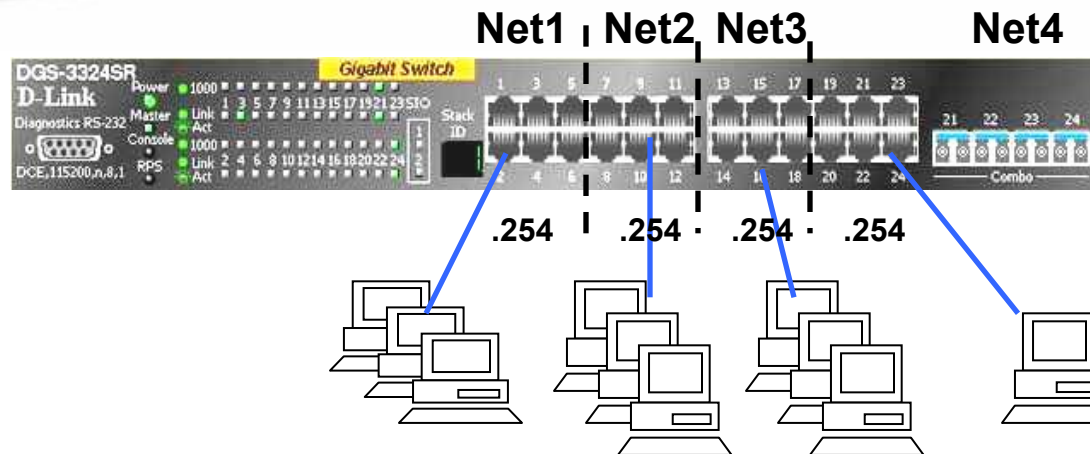 Net1 Net2 Net3 Net4
Gigabit Switch
DGS-3324SR
D-Link
Diagnostics RS-232
DCE,115200,n,8,1
Power
Master
Console
RPS
1000
Link
Act
1 3 5 7 9 11 13 15 17 19 21 23 SIO
1000
Link 2 4 6 8 10 12 14 16 18 20 22 24
Act
1
2
Stack
ID
1 3 5 7 9 11 13 15 17 19 21 23
2 4 6 8 10 12 14 16 18 20 22 24
21 22 23 24
Combo
.254 .254 .254 .254